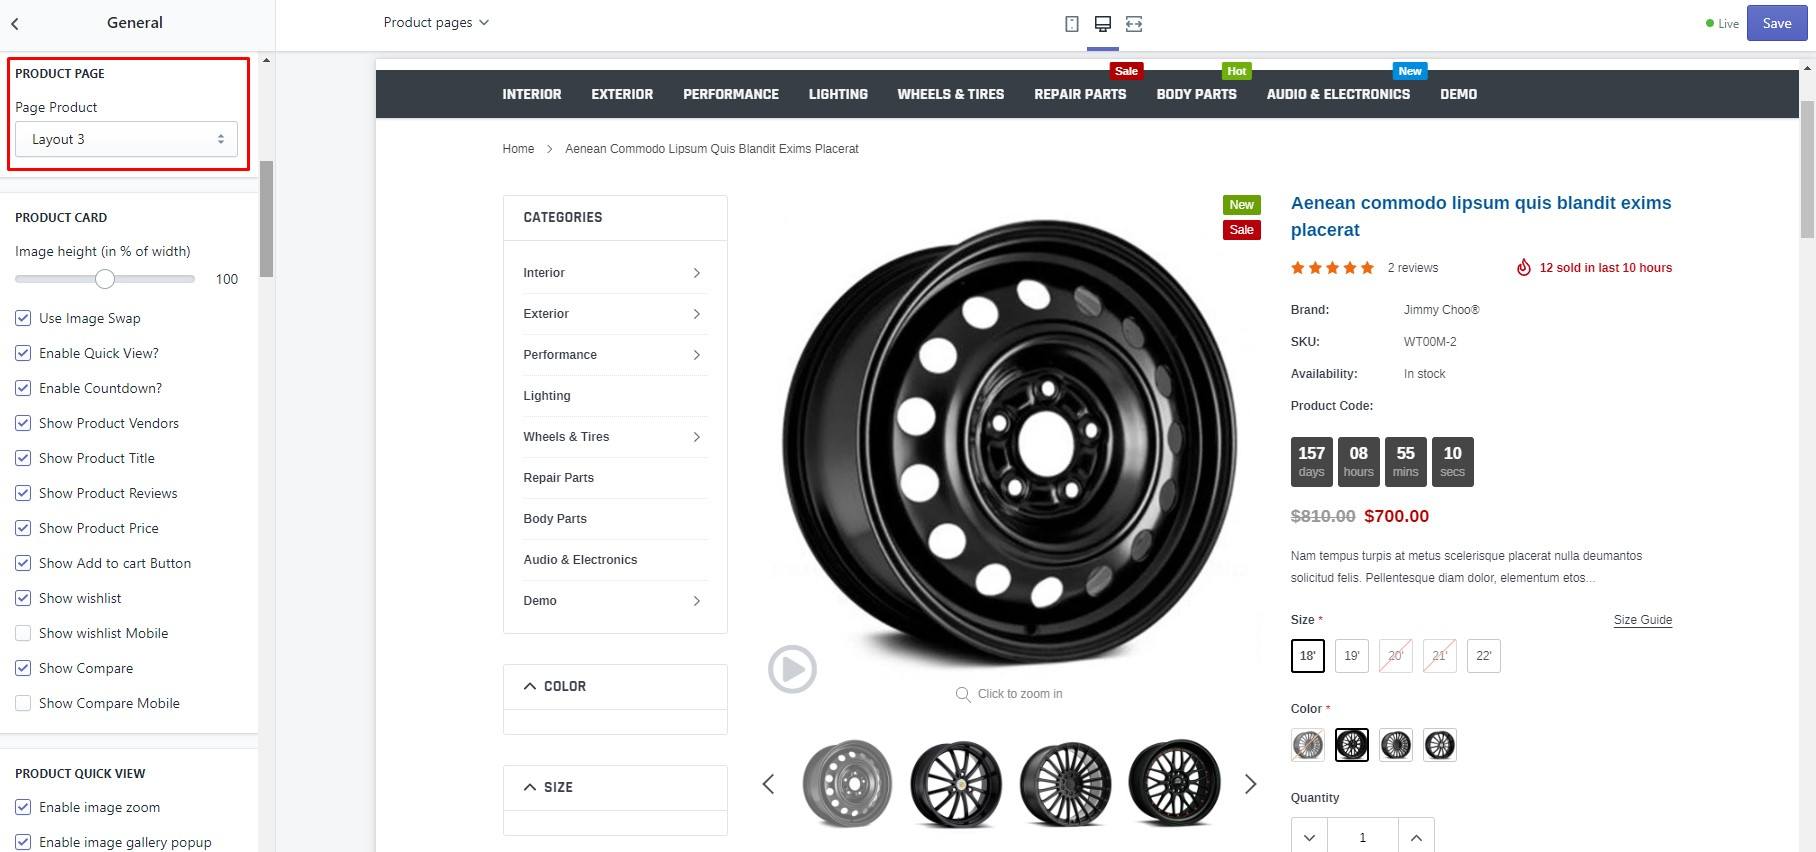 General
Product pages
Live
Save
PRODUCT PAGE
Page Product
Layout 3
PRODUCT CARD
Image height (in % of width)
100
Use Image Swap
Enable Quick View?
Enable Countdown?
Show Product Vendors
Show Product Title
Show Product Reviews
Show Product Price
Show Add to cart Button
Show wishlist
Show wishlist Mobile
Show Compare
Show Compare Mobile
PRODUCT QUICK VIEW
Enable image zoom
Enable image gallery popup
Sale
Hot
New
INTERIOR EXTERIOR PERFORMANCE LIGHTING WHEELS & TIRES REPAIR PARTS BODY PARTS AUDIO & ELECTRONICS DEMO
Home > Aenean Commodo Lipsum Quis Blandit Exims Placerat
CATEGORIES
Interior
Exterior
Performance
Lighting
Wheels & Tires
Repair Parts
Body Parts
Audio & Electronics
Demo
COLOR
SIZE
New
Sale
Click to zoom in
Aenean commodo lipsum quis blandit exims
placerat
2 reviews
12 sold in last 10 hours
Brand: Jimmy Choo®
SKU: WT00M-2
Availability: In stock
Product Code:
157 08 55 10
days hours mins secs
$810.00 $700.00
Nam tempus turpis at metus scelerisque placerat nulla deumantos
solicitud felis. Pellentesque diam dolor, elementum etos...
Size *
Size Guide
18' 19' 20' 21' 22'
Color *
Quantity
1